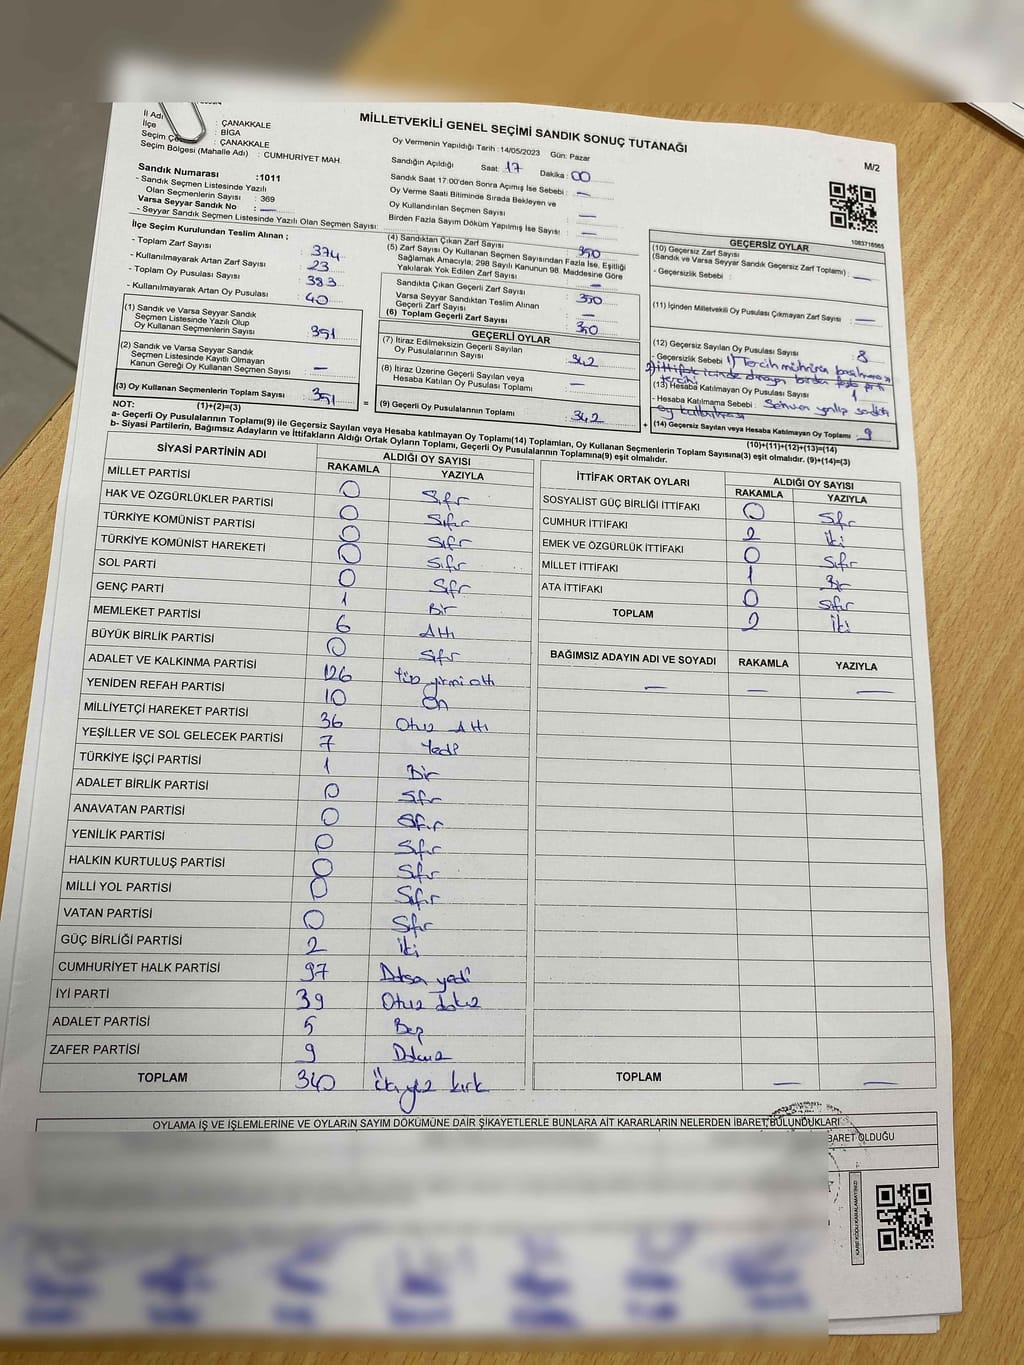 MİLLETVEKİLİ GENEL SEÇİMİ SANDIK SONUÇ TUTANAĞI
M/2
İl Adı : ÇANAKKALE
İlçe : BİGA
Seçim : ÇANAKKALE
Seçim Bölgesi (Mahalle Adı) : CUMHURİYET MAH.
Sandık Numarası :1011
- Sandık Seçmen Listesinde Yazılı
Olan Seçmenlerin Sayısı : 369
Varsa Seyyar Sandık No : —
- Seyyar Sandık Seçmen Listesinde Yazılı Olan Seçmen Sayısı:
Oy Vermenin Yapıldığı Tarih : 14/05/2023 Gün: Pazar
Sandığın Açıldığı Saat: 17 Dakika: 00
Sandık Saat 17:00'den Sonra Açımış İse Sebebi : —
Oy Verme Saati Bitiminde Sırada Bekleyen ve
Oy Kullandırılan Seçmen Sayısı : —
Birden Fazla Sayım Döküm Yapılmış İse Sayısı : —
1083716985
İlçe Seçim Kurulundan Teslim Alınan ;
- Toplam Zarf Sayısı : 374
- Kullanılmayarak Artan Zarf Sayısı : 23
- Toplam Oy Pusulası Sayısı : 383
- Kullanılmayarak Artan Oy Pusulası : 40
(1) Sandık ve Varsa Seyyar Sandık
Seçmen Listesinde Yazılı Olup
Oy Kullanan Seçmenlerin Sayısı : 351
(2) Sandık ve Varsa Seyyar Sandık
Seçmen Listesinde Kayıtlı Olmayan
Kanun Gereği Oy Kullanan Seçmen Sayısı : —
(3) Oy Kullanan Seçmenlerin Toplam Sayısı : 351
(1)+(2)=(3)
(4) Sandıktan Çıkan Zarf Sayısı : 350
(5) Zarf Sayısı Oy Kullanan Seçmen Sayısından Fazla İse, Eşitliği
Sağlamak Amacıyla, 298 Sayılı Kanunun 98. Maddesine Göre
Yakılarak Yok Edilen Zarf Sayısı : —
Sandıkta Çıkan Geçerli Zarf Sayısı : 350
Varsa Seyyar Sandıktan Teslim Alınan
Geçerli Zarf Sayısı : —
(6) Toplam Geçerli Zarf Sayısı : 350
GEÇERLİ OYLAR
(7) İtiraz Edilmeksizin Geçerli Sayılan
Oy Pusulalarının Sayısı : 342
(8) İtiraz Üzerine Geçerli Sayılan veya
Hesaba Katılan Oy Pusulası Toplamı : —
= (9) Geçerli Oy Pusulalarının Toplamı : 342
GEÇERSİZ OYLAR
(10) Geçersiz Zarf Sayısı
(Sandık ve Varsa Seyyar Sandık Geçersiz Zarf Toplamı) : —
- Geçersizlik Sebebi :
(11) İçinden Milletvekili Oy Pusulası Çıkmayan Zarf Sayısı : —
(12) Geçersiz Sayılan Oy Pusulası Sayısı : 8
- Geçersizlik Sebebi : 1) Tercih mührünün basılmaması
2) İttifak içinde olmayan birden fazla parti
tercihi
(13) Hesaba Katılmayan Oy Pusulası Sayısı : 1
- Hesaba Katılmama Sebebi : Sehven yanlış sandıkta
oy kullanılması
+ (14) Geçersiz Sayılan veya Hesaba Katılmayan Oy Toplamı : 9
(10)+(11)+(12)+(13)=(14)
NOT:
a- Geçerli Oy Pusulalarının Toplamı(9) ile Geçersiz Sayılan veya Hesaba katılmayan Oy Toplamı(14) Toplamları, Oy Kullanan Seçmenlerin Toplam Sayısına(3) eşit olmalıdır. (9)+(14)=(3)
b- Siyasi Partilerin, Bağımsız Adayların ve İttifakların Aldığı Ortak Oyların Toplamı, Geçerli Oy Pusulalarının Toplamına(9) eşit olmalıdır.
SİYASİ PARTİNİN ADI ALDIĞI OY SAYISI
RAKAMLA YAZIYLA
MİLLET PARTİSİ 0 Sıfır
HAK VE ÖZGÜRLÜKLER PARTİSİ 0 Sıfır
TÜRKİYE KOMÜNİST PARTİSİ 0 Sıfır
TÜRKİYE KOMÜNİST HAREKETİ 0 Sıfır
SOL PARTİ 0 Sıfır
GENÇ PARTİ 1 Bir
MEMLEKET PARTİSİ 6 Altı
BÜYÜK BİRLİK PARTİSİ 0 Sıfır
ADALET VE KALKINMA PARTİSİ 126 Yüz yirmi altı
YENİDEN REFAH PARTİSİ 10 On
MİLLİYETÇİ HAREKET PARTİSİ 36 Otuz Altı
YEŞİLLER VE SOL GELECEK PARTİSİ 7 Yedi
TÜRKİYE İŞÇİ PARTİSİ 1 Bir
ADALET BİRLİK PARTİSİ 0 Sıfır
ANAVATAN PARTİSİ 0 Sıfır
YENİLİK PARTİSİ 0 Sıfır
HALKIN KURTULUŞ PARTİSİ 0 Sıfır
MİLLİ YOL PARTİSİ 0 Sıfır
VATAN PARTİSİ 0 Sıfır
GÜÇ BİRLİĞİ PARTİSİ 2 İki
CUMHURİYET HALK PARTİSİ 97 Doksan yedi
İYİ PARTİ 39 Otuz dokuz
ADALET PARTİSİ 5 Beş
ZAFER PARTİSİ 9 Dokuz
TOPLAM 340 Üçyüz kırk
İTTİFAK ORTAK OYLARI ALDIĞI OY SAYISI
RAKAMLA YAZIYLA
SOSYALİST GÜÇ BİRLİĞİ İTTİFAKI 0 Sıfır
CUMHUR İTTİFAKI 2 İki
EMEK VE ÖZGÜRLÜK İTTİFAKI 0 Sıfır
MİLLET İTTİFAKI 1 Bir
ATA İTTİFAKI 0 Sıfır
TOPLAM 2 İki
BAĞIMSIZ ADAYIN ADI VE SOYADI RAKAMLA YAZIYLA
— — —
TOPLAM — —
OYLAMA İŞ VE İŞLEMLERİNE VE OYLARIN SAYIM DÖKÜMÜNE DAİR ŞİKAYETLERLE BUNLARA AİT KARARLARIN NELERDEN İBARET BULUNDUKLARI
İBARET OLDUĞU
KARE KODU KARALAMAYINIZ!